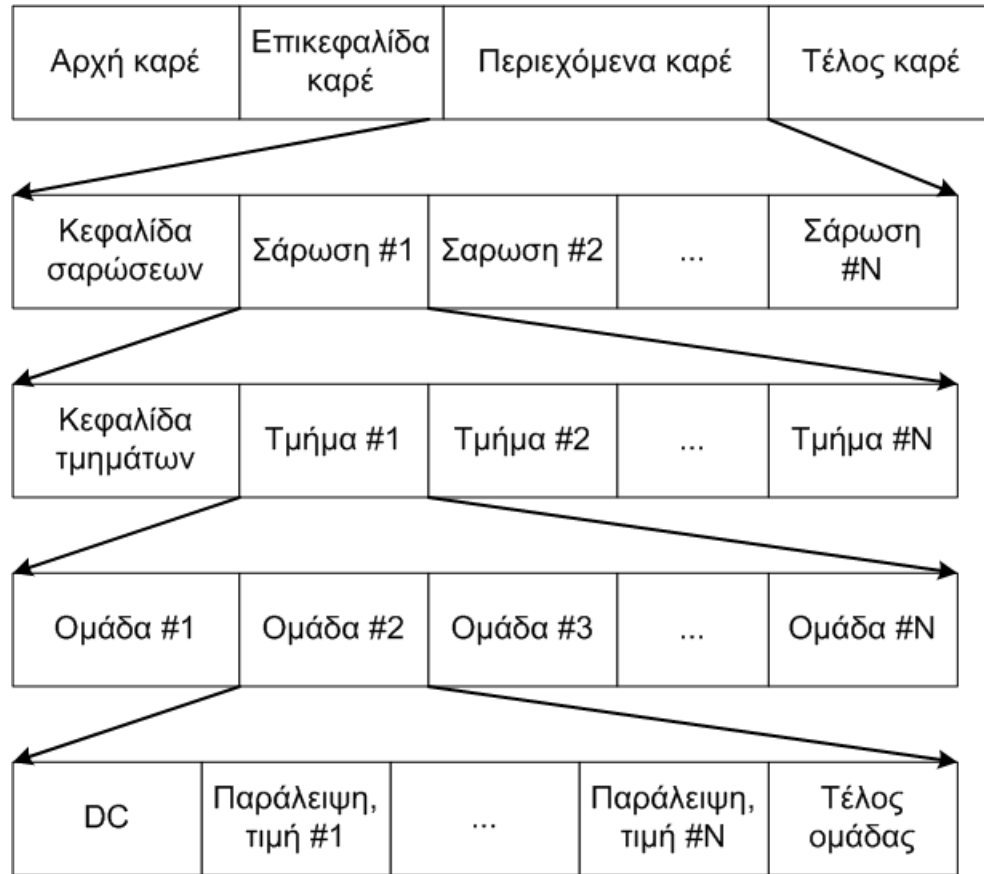 Αρχή καρέ
Επικεφαλίδα
καρέ
Περιεχόμενα καρέ
Τέλος καρέ
Κεφαλίδα
σαρώσεων
Σάρωση #1
Σαρωση #2
...
Σάρωση
#N
Κεφαλίδα
τμημάτων
Τμήμα #1
Τμήμα #2
...
Τμήμα #N
Ομάδα #1
Ομάδα #2
Ομάδα #3
...
Ομάδα #N
DC
Παράλειψη,
τιμή #1
...
Παράλειψη,
τιμή #N
Τέλος
ομάδας